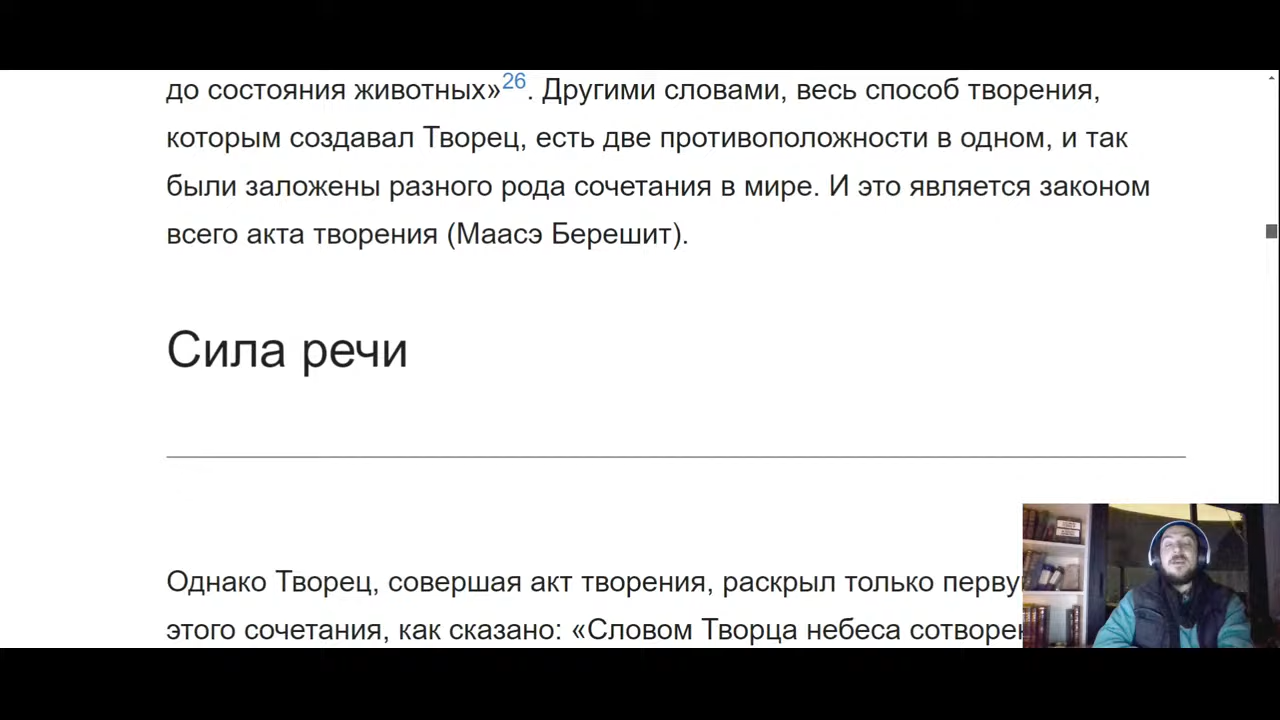 до состояния животных»26. Другими словами, весь способ творения,
которым создавал Творец, есть две противоположности в одном, и так
были заложены разного рода сочетания в мире. И это является законом
всего акта творения (Маасэ Берешит).
Сила речи
Однако Творец, совершая акт творения, раскрыл только перву
этого сочетания, как сказано: «Словом Творца небеса сотворен